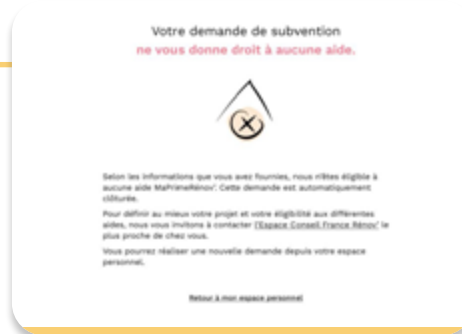 Votre demande de subvention
ne vous donne droit à aucune aide.
Selon les informations que vous avez fournies, nous n'êtes éligible à
aucune aide MaPrimeRénov'. Cette demande est automatiquement
clôturée.
Pour définir au mieux votre projet et votre éligibilité aux différentes
aides, nous vous invitons à contacter l'Espace Conseil France Rénov' le
plus proche de chez vous.
Vous pourrez réaliser une nouvelle demande depuis votre espace
personnel.
Retour à mon espace personnel